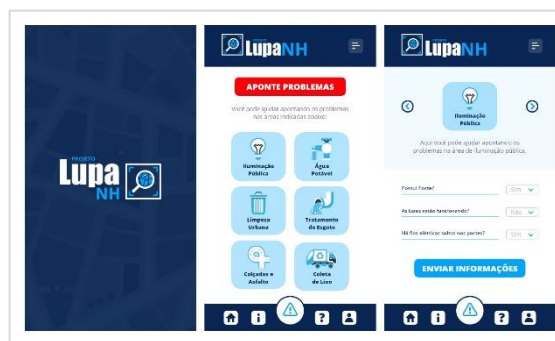 PROJETO
Lupa
NH
PROJETO
LupaNH
APONTE PROBLEMAS
Você pode ajudar apontando os problemas
nas áreas indicadas abaixo:
Iluminação
Pública
Água
Potável
Limpeza
Urbana
Tratamento
de Esgoto
Calçadas e
Asfalto
Coleta
de Lixo
PROJETO
LupaNH
Iluminação
Pública
Aqui você pode ajudar apontando os
problemas na área de iluminação pública.
Possui Poste?
Sim
As luzes estão funcionando?
Não
Há fios elétricos soltos nos postes?
Sim
ENVIAR INFORMAÇÕES